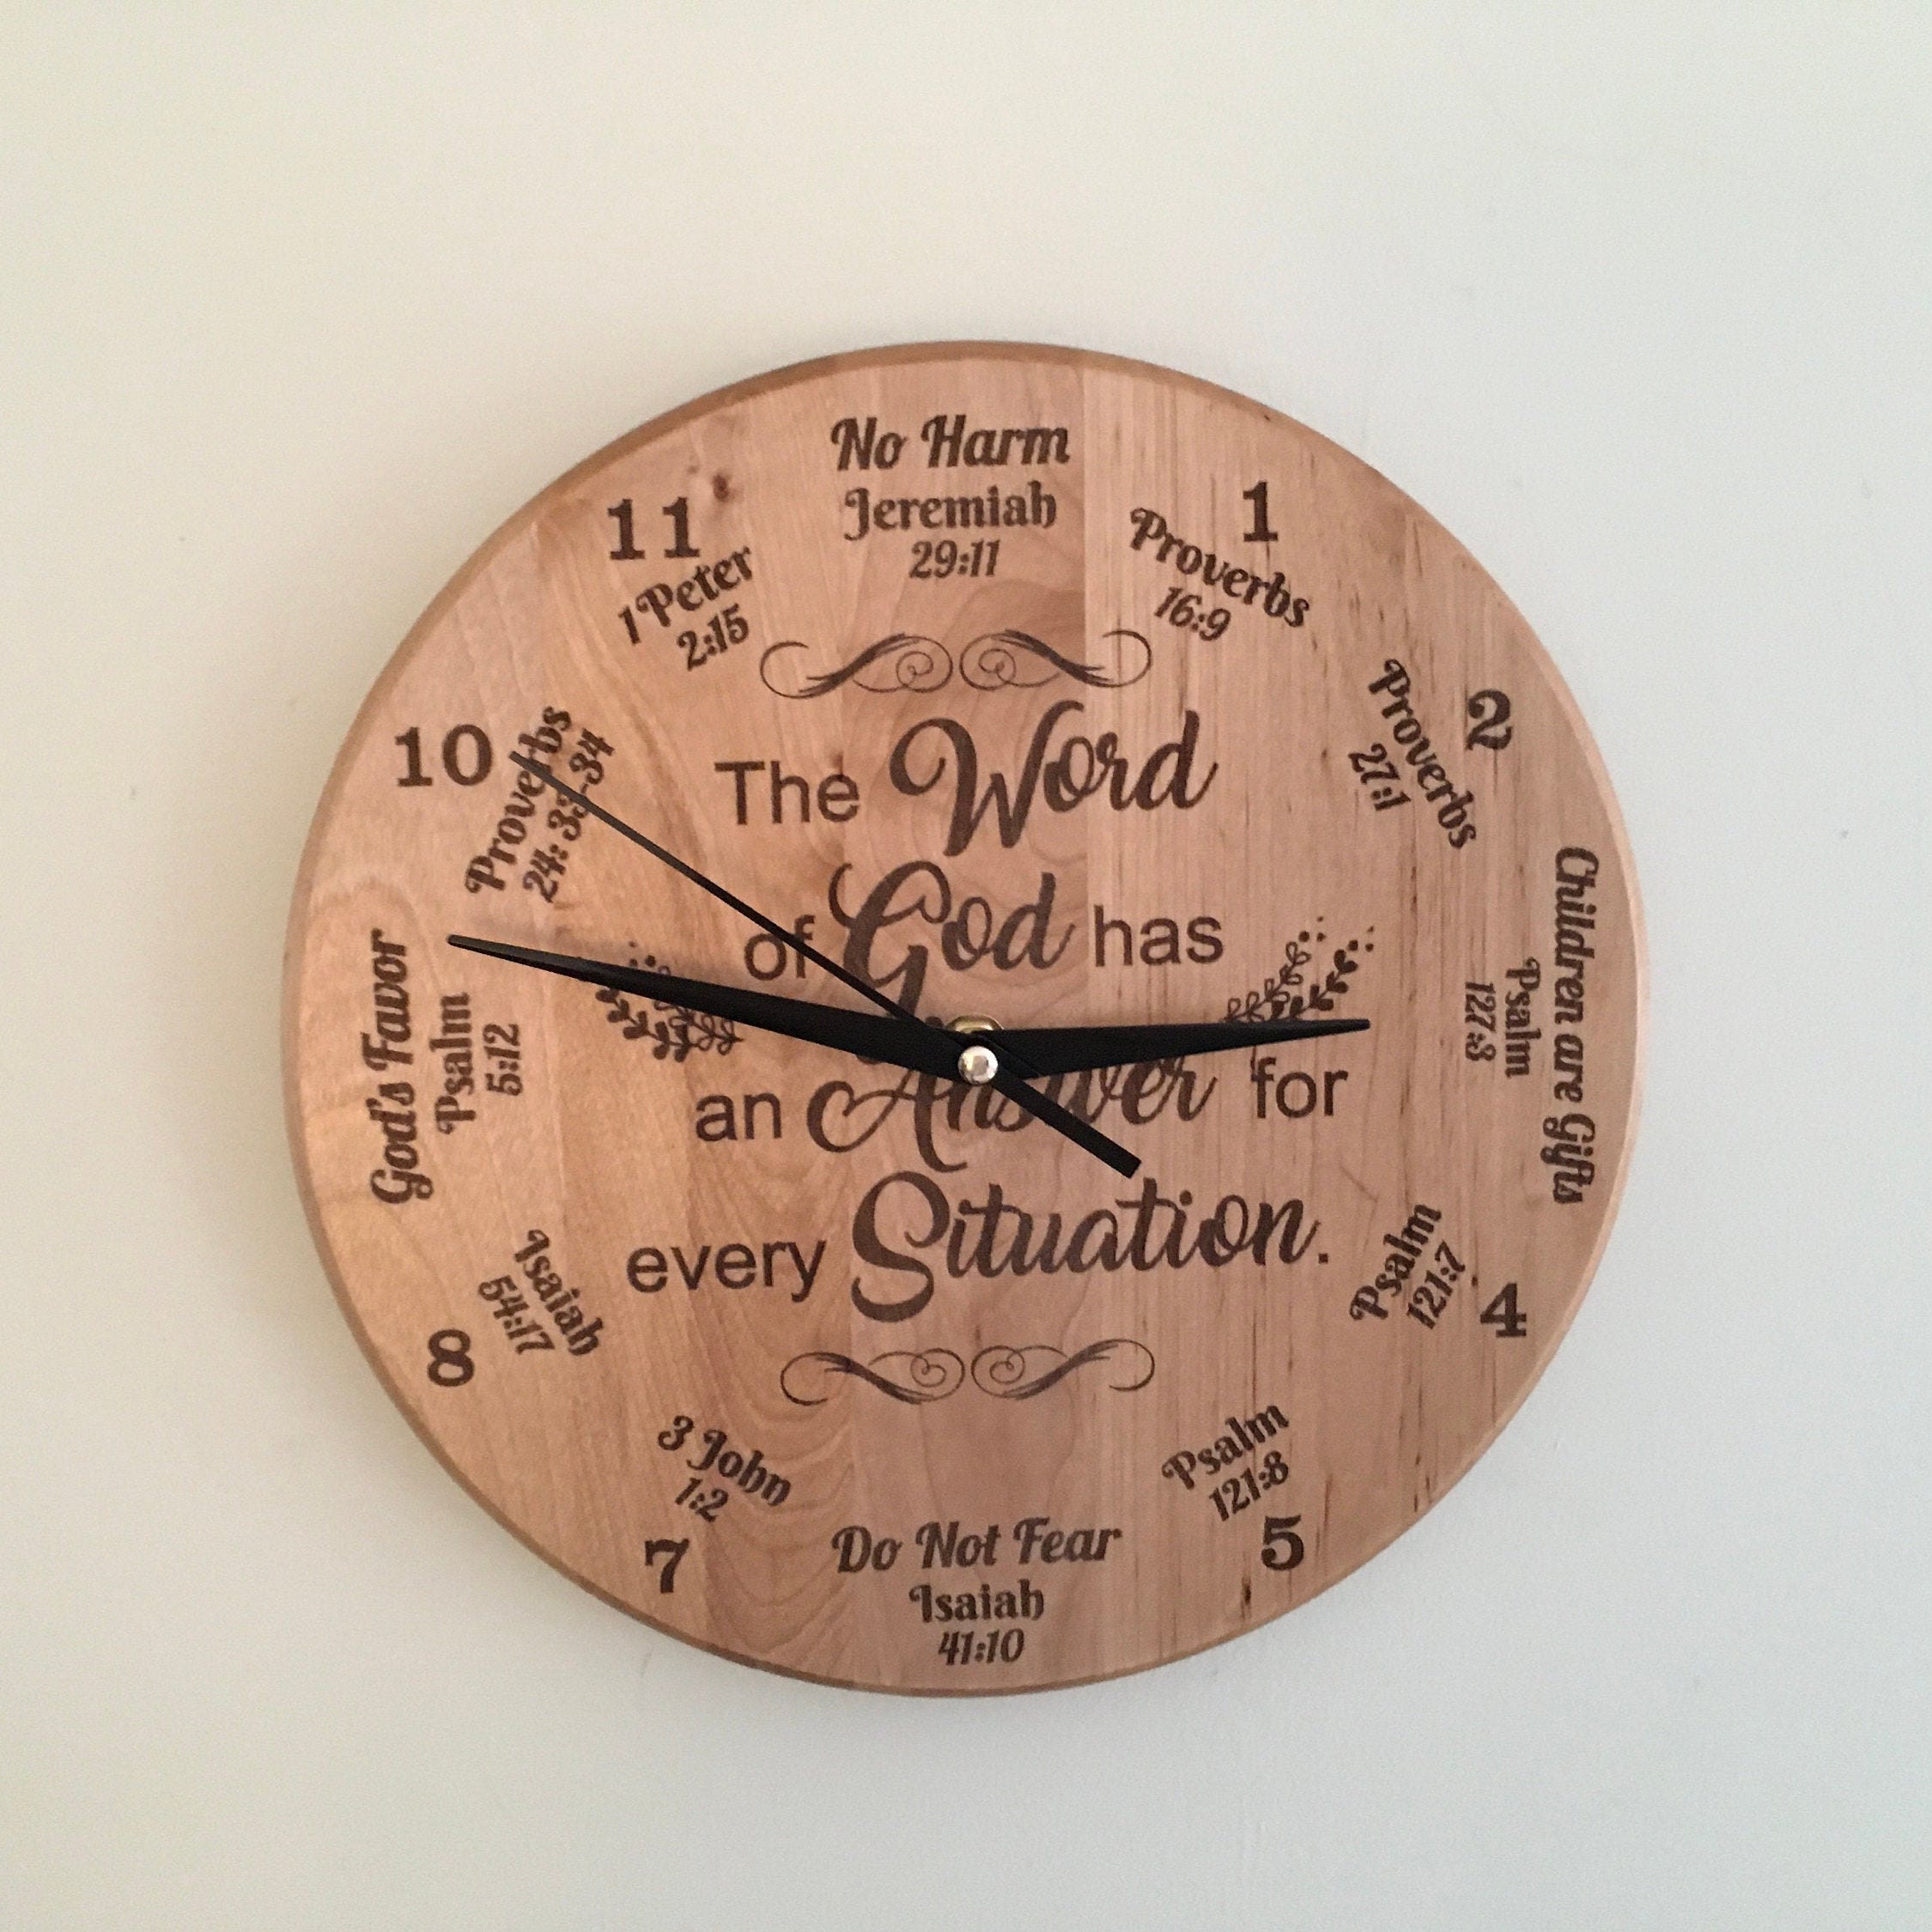 No Harm
Jeremiah
29:11
1
Proverbs
16:9
2
Proverbs
27:1
Children are Gifts
Psalm
127:3
Psalm
121:7
4
Psalm
121:8
5
Do Not Fear
Isaiah
41:10
3 John
1:2
7
Isaiah
54:17
8
God's Favor
Psalm
5:12
10
Proverbs
24: 33-34
11
1 Peter
2:15
The Word
of God has
an Answer for
every Situation.